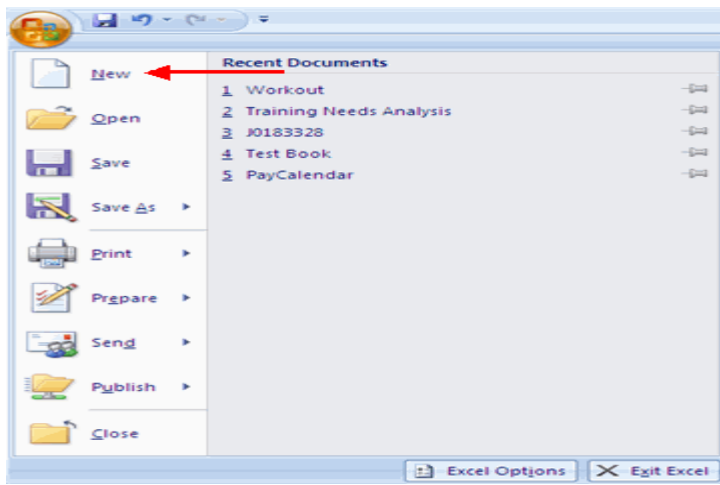 New
Open
Save
Save As
Print
Prepare
Send
Publish
Close
Recent Documents
1 Workout
2 Training Needs Analysis
3 J0183328
4 Test Book
5 PayCalendar
Excel Options
Exit Excel